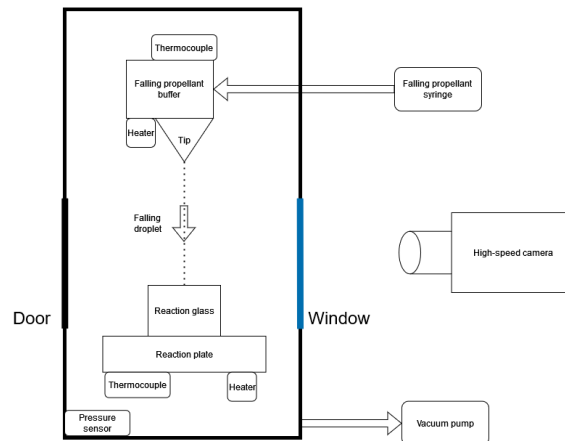 Thermocouple
Falling propellant
buffer
Falling propellant
syringe
Heater
Tip
Falling
droplet
High-speed camera
Reaction glass
Door
Window
Reaction plate
Thermocouple
Heater
Pressure
sensor
Vacuum pump